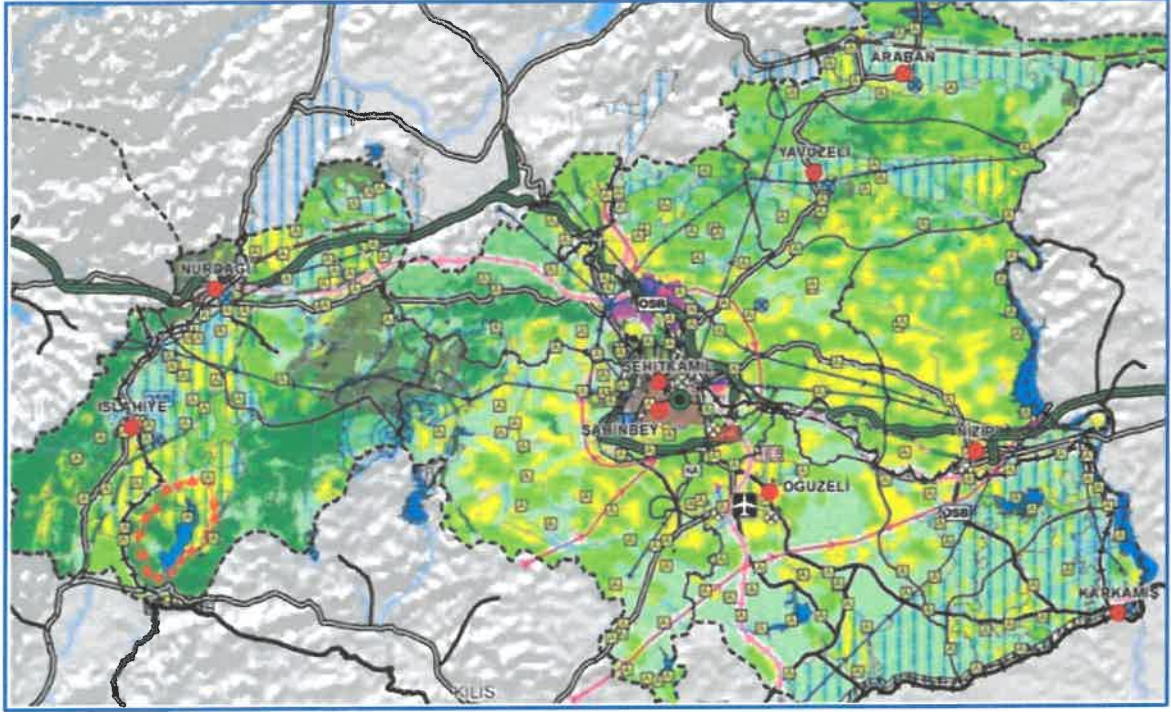 ARABAN
YAVUZELİ
NURDAĞI
OSB
ŞEHİTKAMİL
İSLAHİYE
ŞAHİNBEY
NİZİP
OĞUZELİ
OSB
KARKAMIŞ
KİLİS